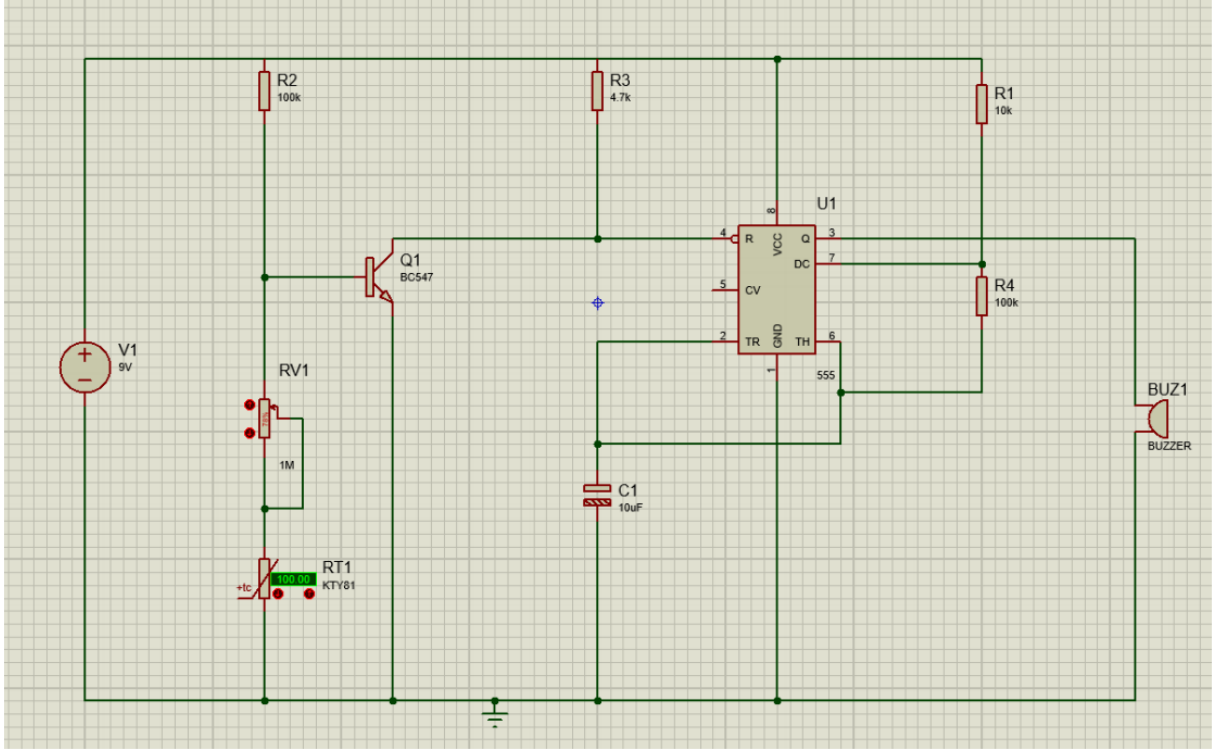 R2
100k
R3
4.7k
R1
10k
U1
8
VCC
4
R
Q
3
DC
7
5
CV
2
TR
GND
TH
6
1
555
Q1
BC547
R4
100k
V1
9V
RV1
1M
BUZ1
BUZZER
C1
10uF
RT1
100.00
KTY81
+tc